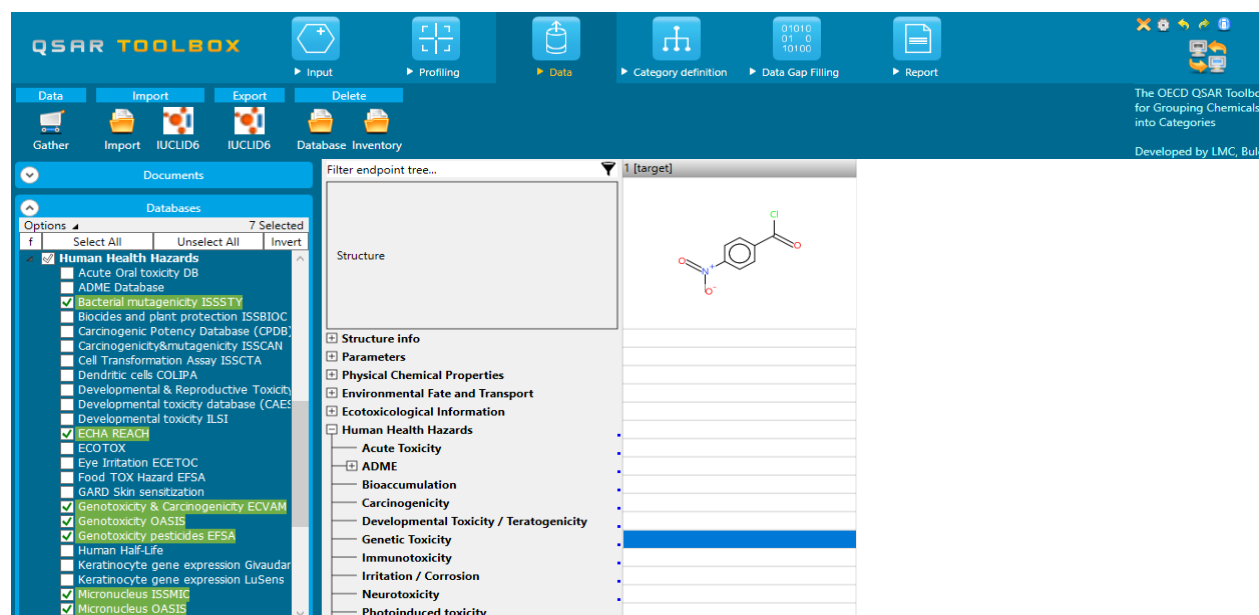 QSAR TOOLBOX
Input
Profiling
Data
Category definition
01010
01 0
10100
Data Gap Filling
Report
The OECD QSAR Toolbo
for Grouping Chemicals
into Categories
Developed by LMC, Bul
Data
Import
Export
Delete
Gather
Import
IUCLID6
IUCLID6
Database
Inventory
Documents
Databases
Options
7 Selected
f
Select All
Unselect All
Invert
Human Health Hazards
Acute Oral toxicity DB
ADME Database
Bacterial mutagenicity ISSSTY
Biocides and plant protection ISSBIOC
Carcinogenic Potency Database (CPDB)
Carcinogenicity&mutagenicity ISSCAN
Cell Transformation Assay ISSCTA
Dendritic cells COLIPA
Developmental & Reproductive Toxicity
Developmental toxicity database (CAES
Developmental toxicity ILSI
ECHA REACH
ECOTOX
Eye Irritation ECETOC
Food TOX Hazard EFSA
GARD Skin sensitization
Genotoxicity & Carcinogenicity ECVAM
Genotoxicity OASIS
Genotoxicity pesticides EFSA
Human Half-Life
Keratinocyte gene expression Givaudar
Keratinocyte gene expression LuSens
Micronucleus ISSMIC
Micronucleus OASIS
Filter endpoint tree...
1 [target]
Structure
Cl
O
O
N+
O-
Structure info
Parameters
Physical Chemical Properties
Environmental Fate and Transport
Ecotoxicological Information
Human Health Hazards
Acute Toxicity
ADME
Bioaccumulation
Carcinogenicity
Developmental Toxicity / Teratogenicity
Genetic Toxicity
Immunotoxicity
Irritation / Corrosion
Neurotoxicity
Photoinduced toxicity